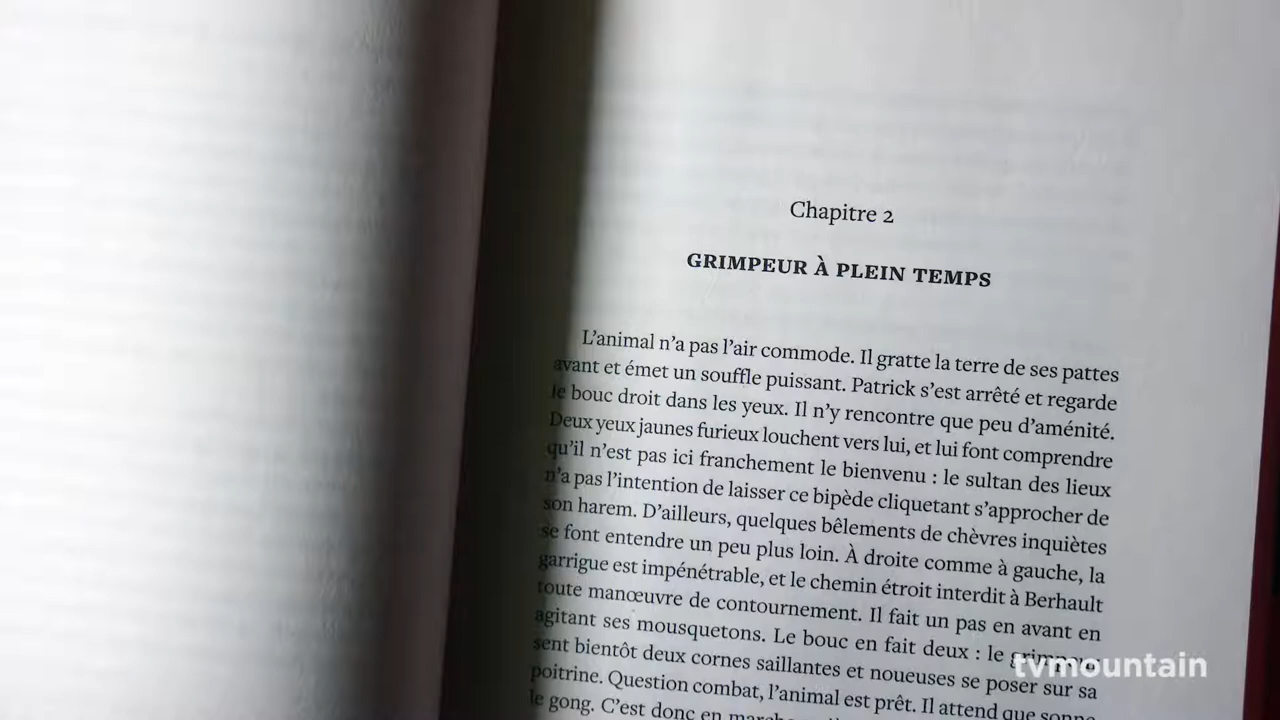 Chapitre 2
GRIMPEUR À PLEIN TEMPS
L’animal n’a pas l’air commode. Il gratte la terre de ses pattes
avant et émet un souffle puissant. Patrick s’est arrêté et regarde
le bouc droit dans les yeux. Il n’y rencontre que peu d’aménité.
Deux yeux jaunes furieux louchent vers lui, et lui font comprendre
qu’il n’est pas ici franchement le bienvenu : le sultan des lieux
n’a pas l’intention de laisser ce bipède cliquetant s’approcher de
son harem. D’ailleurs, quelques bêlements de chèvres inquiètes
se font entendre un peu plus loin. À droite comme à gauche, la
garrigue est impénétrable, et le chemin étroit interdit à Berhault
toute manœuvre de contournement. Il fait un pas en avant en
agitant ses mousquetons. Le bouc en fait deux : le grimpeur
sent bientôt deux cornes saillantes et noueuses se poser sur sa
poitrine. Question combat, l’animal est prêt. Il attend que sonne
le gong. C’est donc en
tvmountain